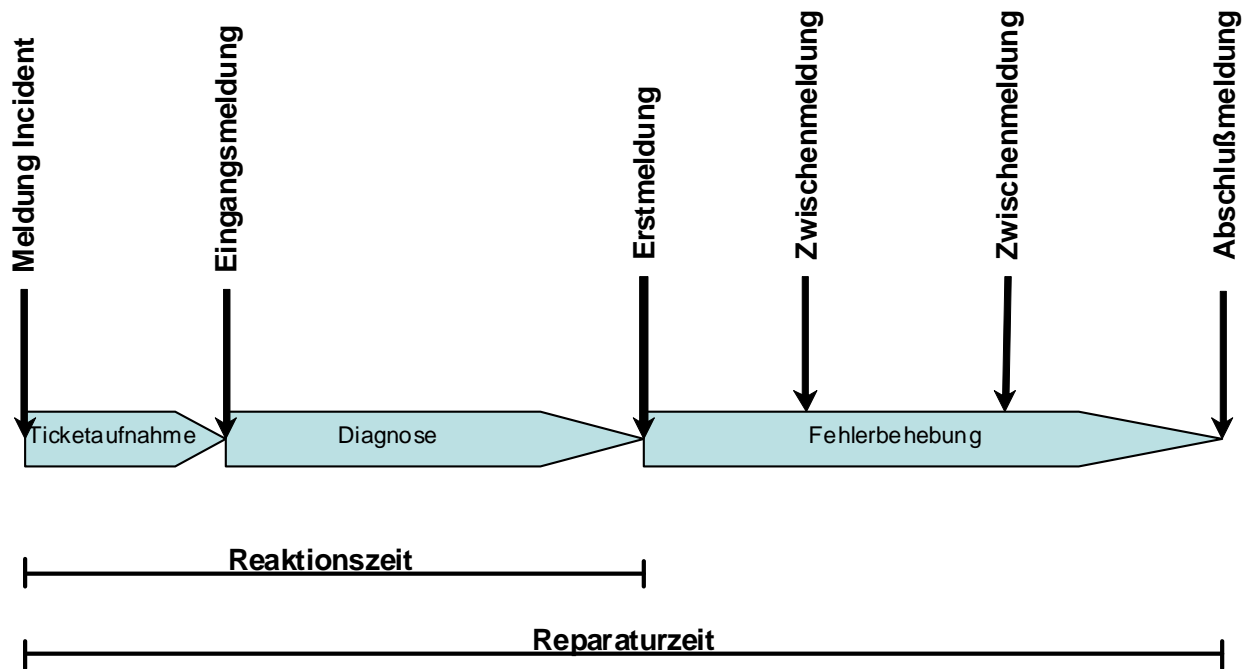 Meldung Incident
Eingangsmeldung
Erstmeldung
Zwischenmeldung
Zwischenmeldung
Abschlußmeldung
Ticketaufnahme
Diagnose
Fehlerbehebung
Reaktionszeit
Reparaturzeit